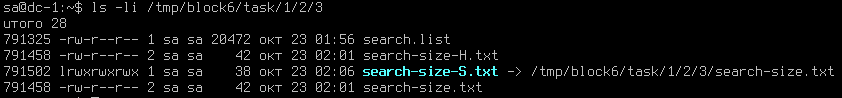 sa@dc-1:~$ ls -li /tmp/block6/task/1/2/3
итого 28
791325 -rw-r--r-- 1 sa sa 20472 окт 23 01:56 search.list
791458 -rw-r--r-- 2 sa sa    42 окт 23 02:01 search-size-H.txt
791502 lrwxrwxrwx 1 sa sa    38 окт 23 02:06 search-size-S.txt -> /tmp/block6/task/1/2/3/search-size.txt
791458 -rw-r--r-- 2 sa sa    42 окт 23 02:01 search-size.txt